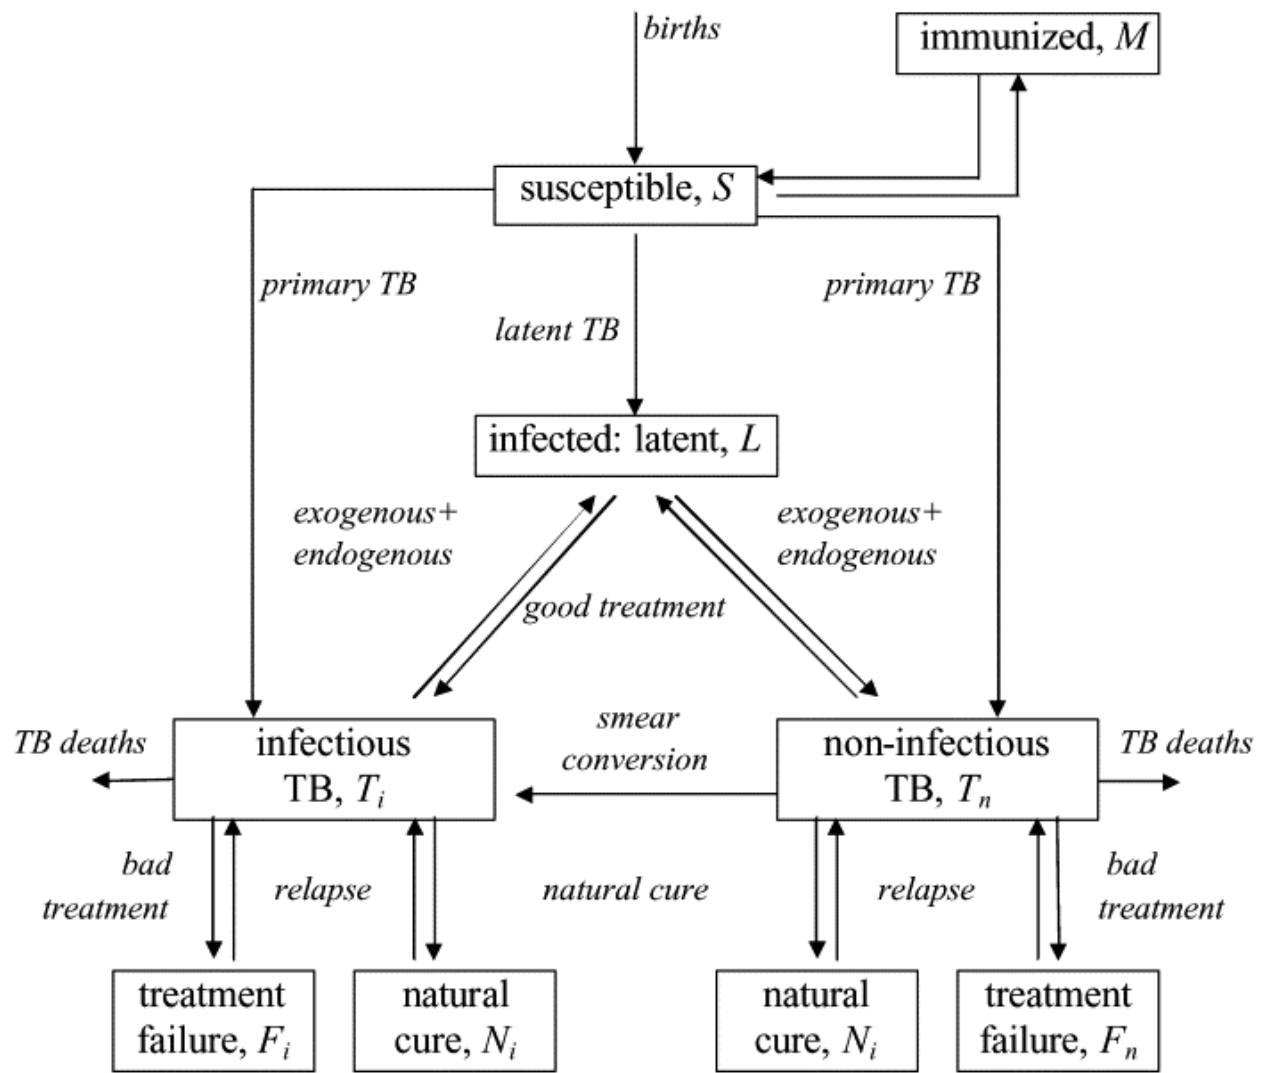 births
immunized, M
susceptible, S
primary TB
primary TB
latent TB
infected: latent, L
exogenous+
endogenous
exogenous+
endogenous
good treatment
TB deaths
infectious
TB, Ti
smear
conversion
non-infectious
TB, Tn
TB deaths
bad
treatment
relapse
natural cure
relapse
bad
treatment
treatment
failure, Fi
natural
cure, Ni
natural
cure, Ni
treatment
failure, Fn